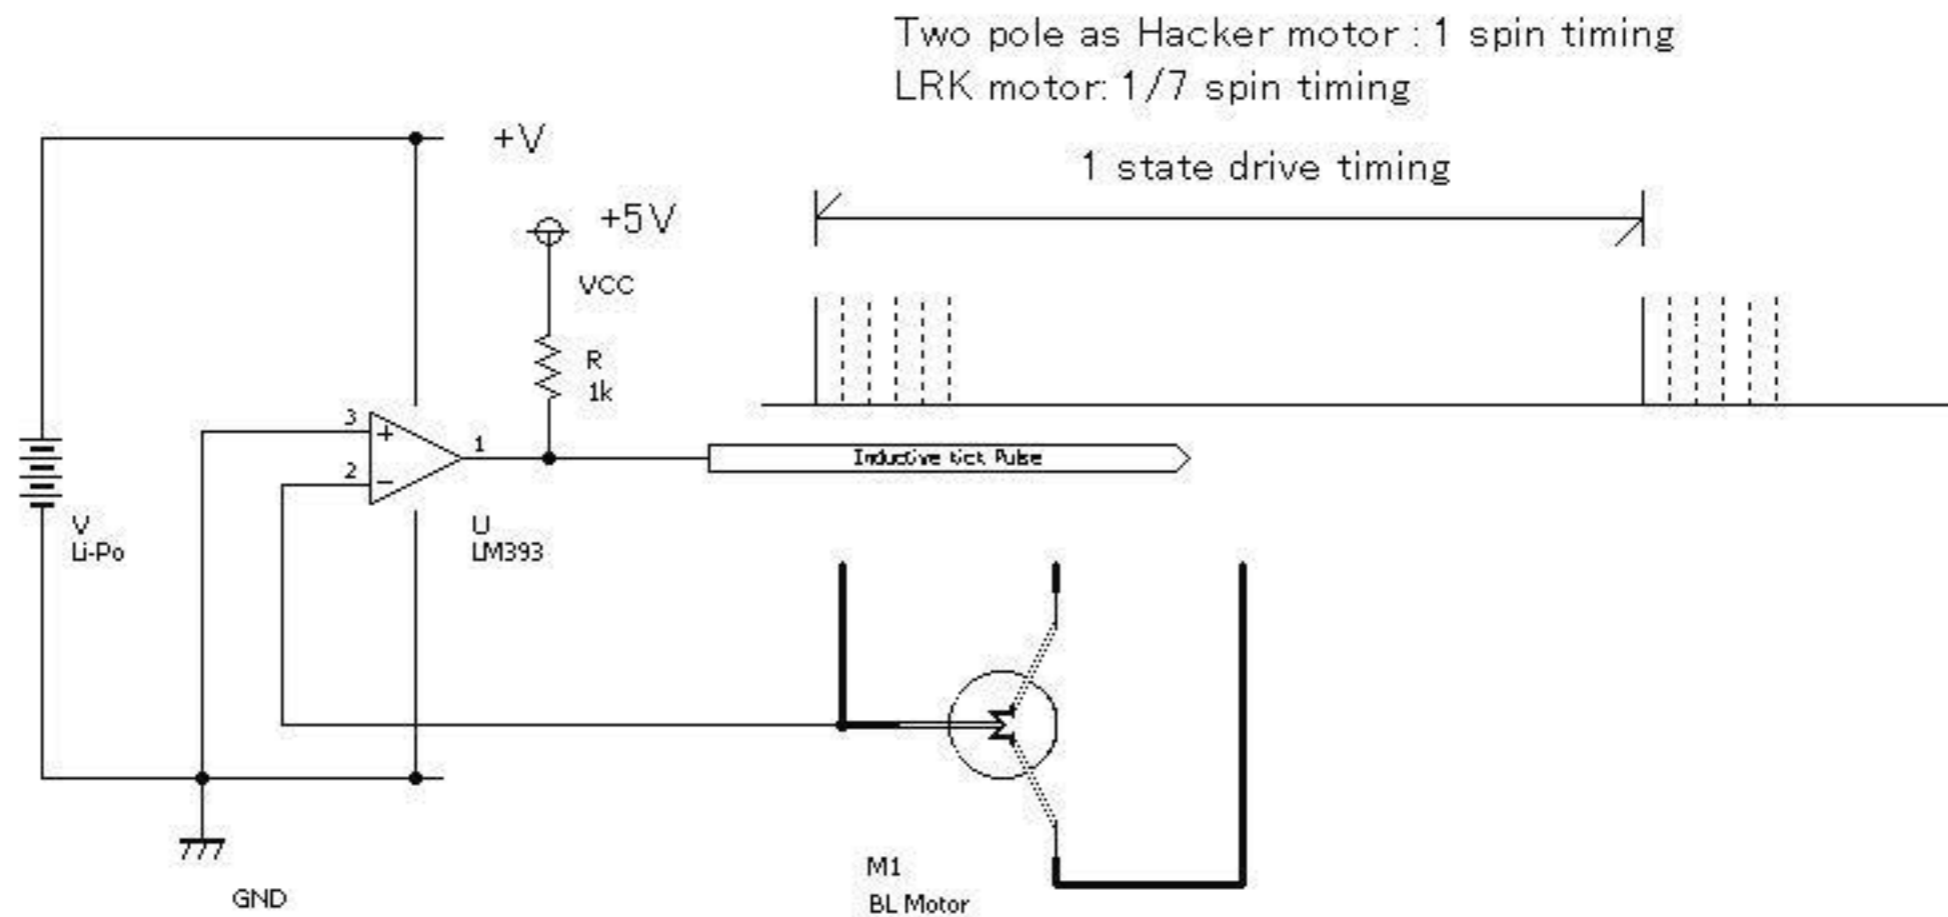 Two pole as Hacker motor : 1 spin timing
LRK motor: 1/7 spin timing
1 state drive timing
+V
+5V
VCC
R
1k
3
+
1
2
−
Inductive kick Pulse
V
Li-Po
U
LM393
M1
BL Motor
GND